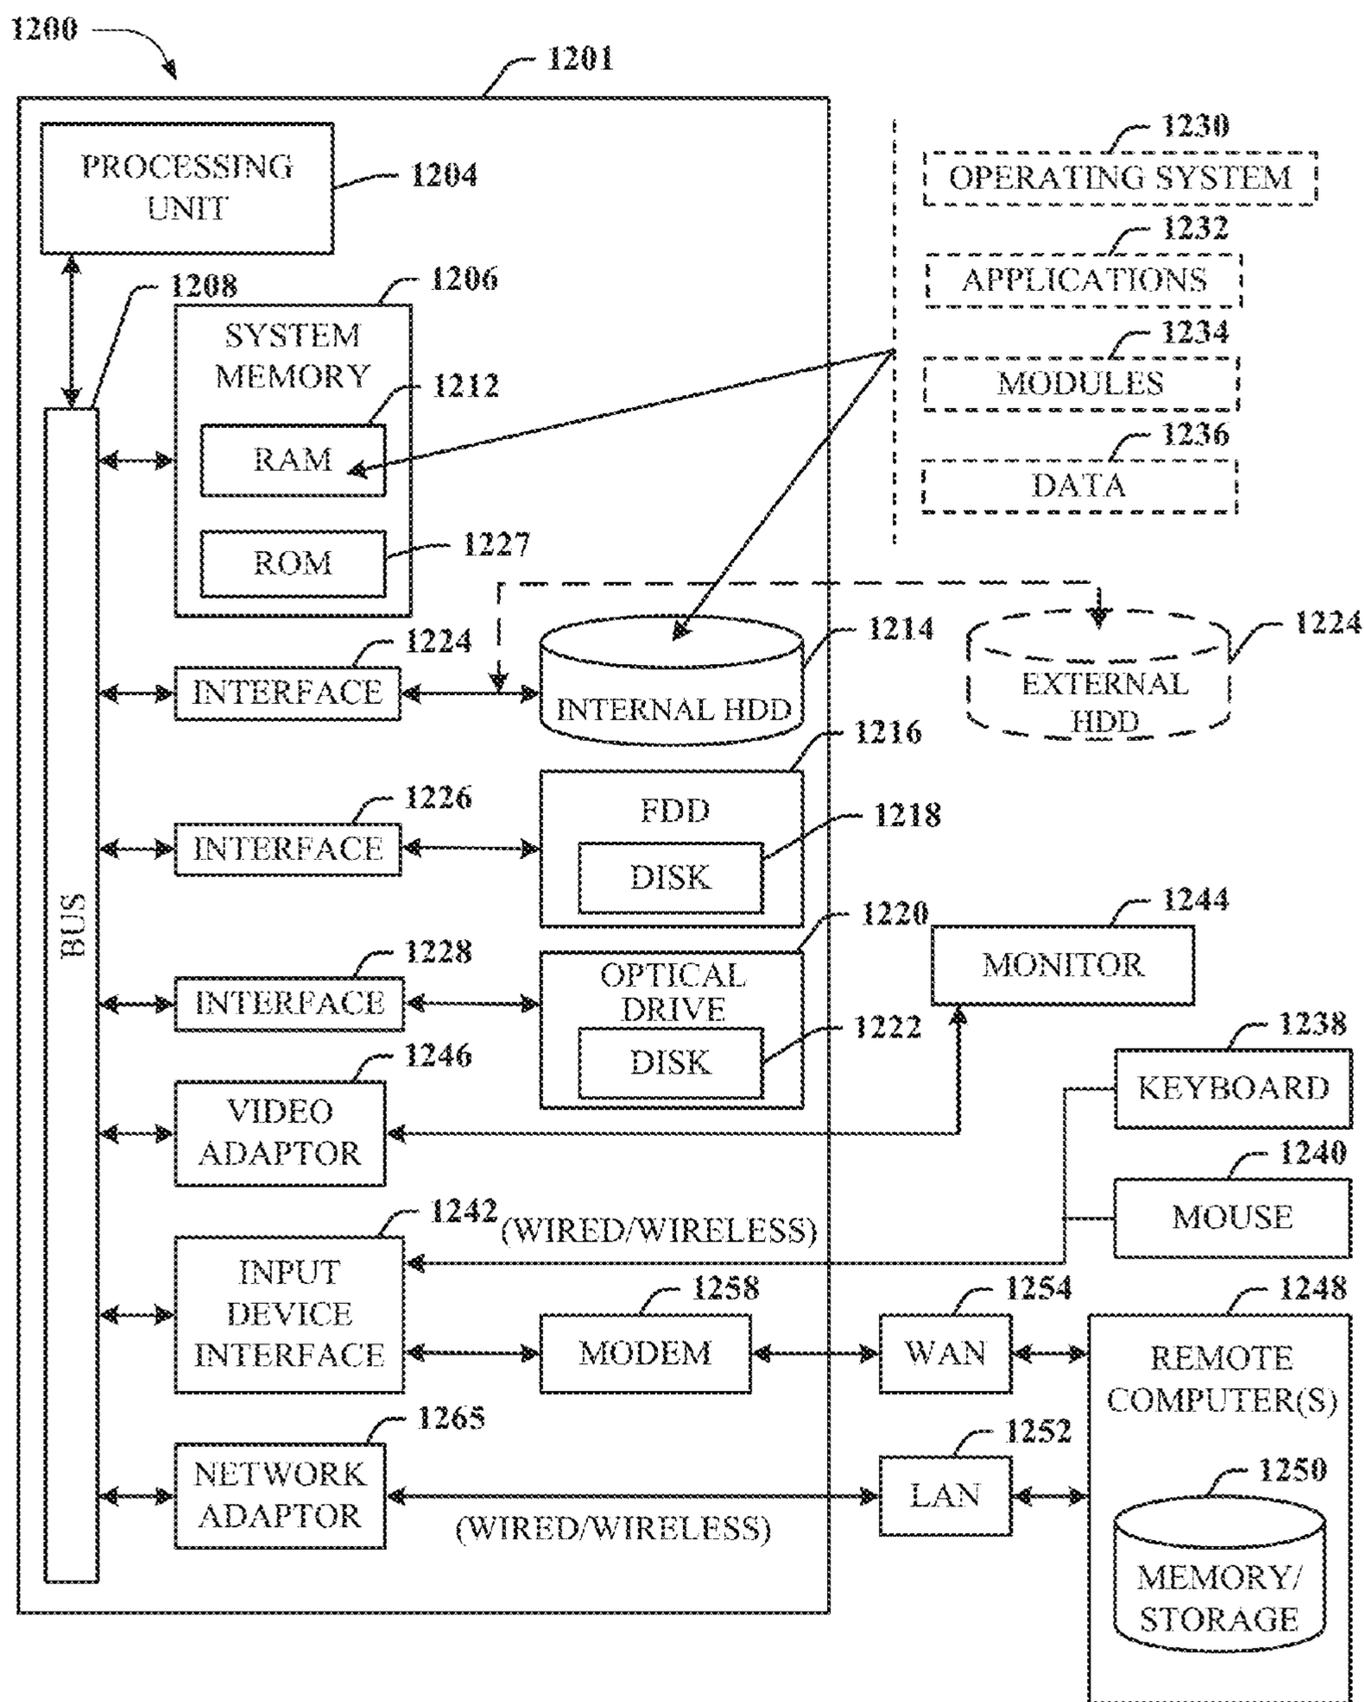 1200
1201
PROCESSING
UNIT
1204
1230
OPERATING SYSTEM
1232
APPLICATIONS
1234
MODULES
1236
DATA
1208
1206
SYSTEM
MEMORY
1212
RAM
1227
ROM
1224
INTERFACE
1214
INTERNAL HDD
1224
EXTERNAL
HDD
1216
FDD
1226
INTERFACE
1218
DISK
BUS
1220
OPTICAL
DRIVE
1228
INTERFACE
1222
DISK
1244
MONITOR
1246
VIDEO
ADAPTOR
1238
KEYBOARD
1240
MOUSE
1242
(WIRED/WIRELESS)
INPUT
DEVICE
INTERFACE
1258
MODEM
1254
WAN
1248
REMOTE
COMPUTER(S)
1265
NETWORK
ADAPTOR
(WIRED/WIRELESS)
1252
LAN
1250
MEMORY/
STORAGE